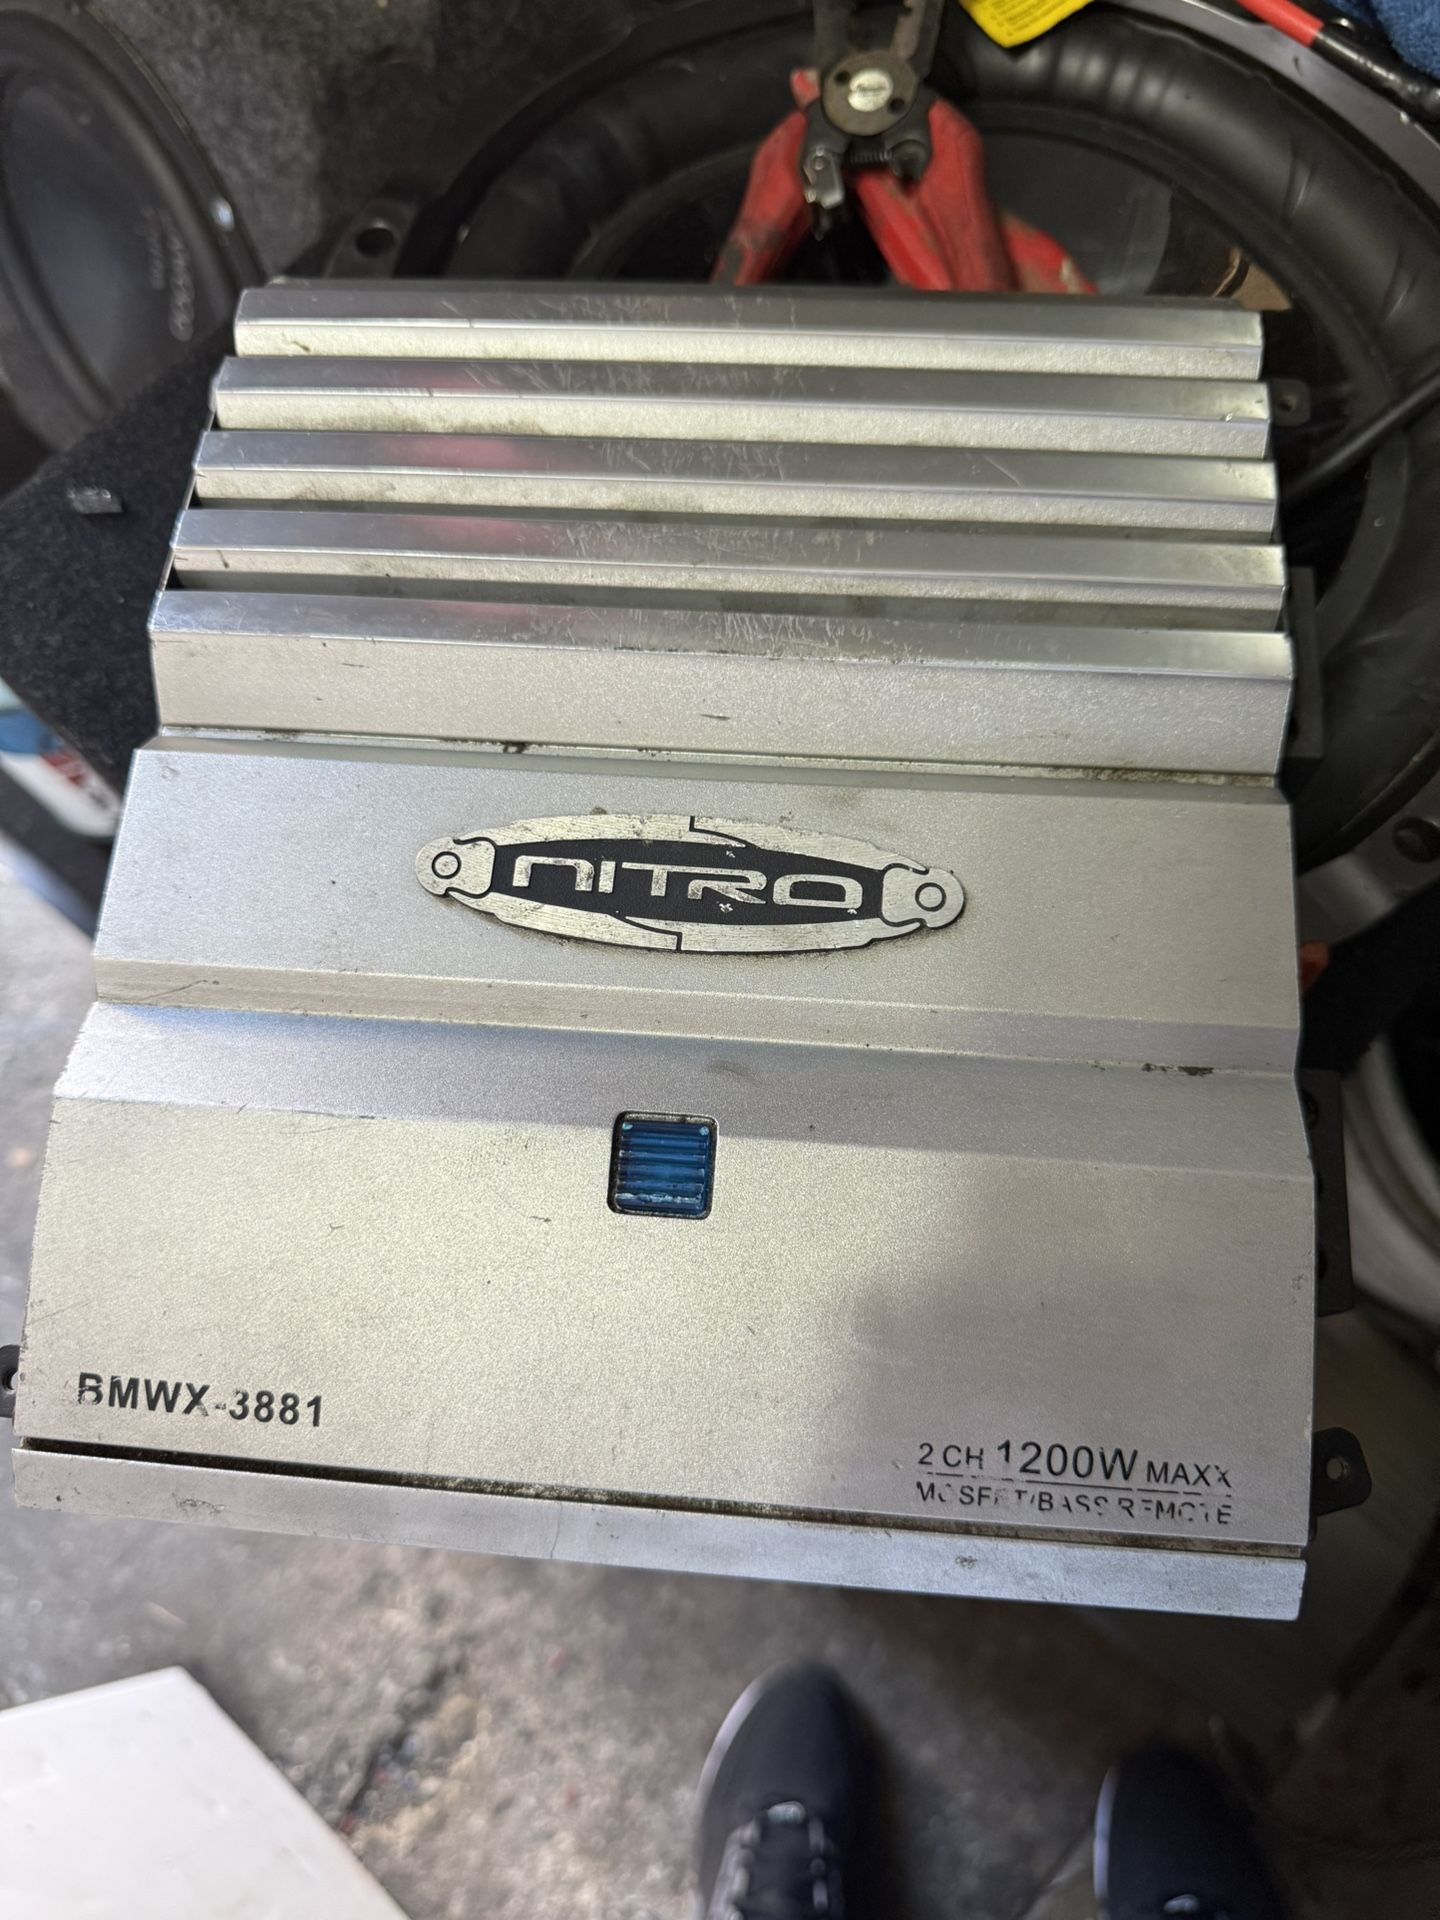 NITRO
BMWX-3881
2 CH 1200W MAXX
MOSFET/BASS REMOTE